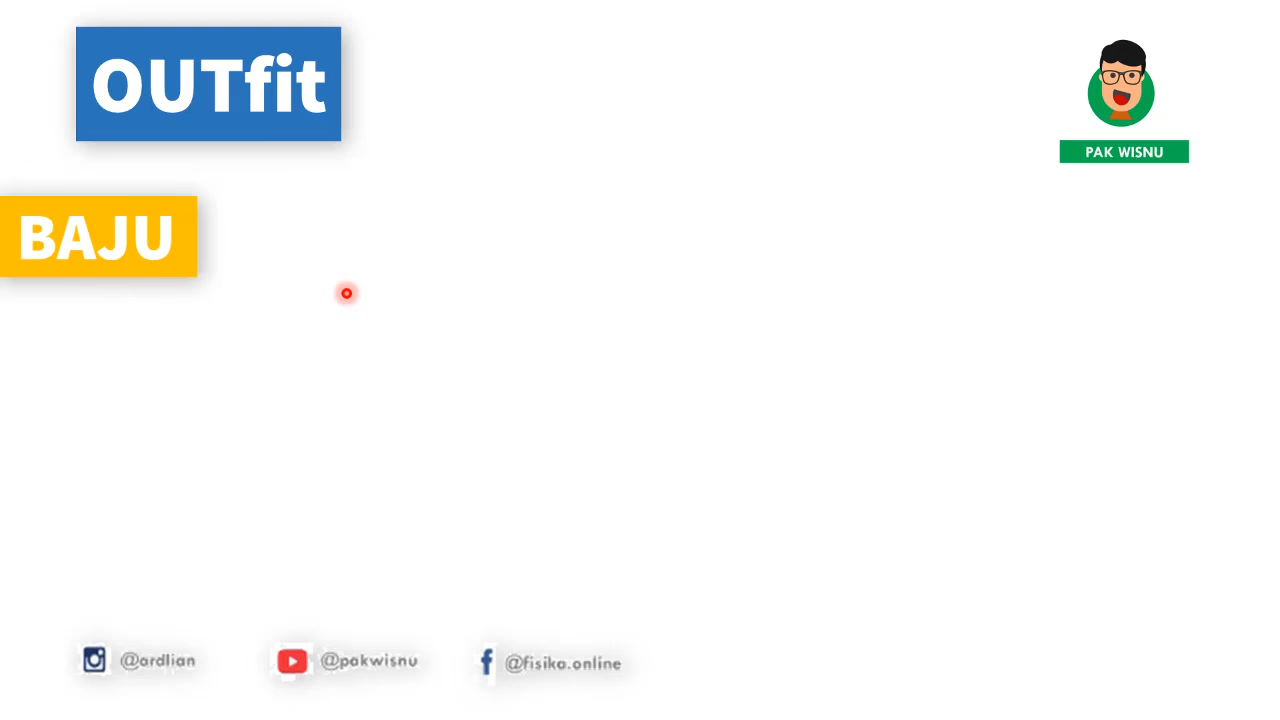 OUTfit
PAK WISNU
BAJU
@ardlian
@pakwisnu
@fisika.online